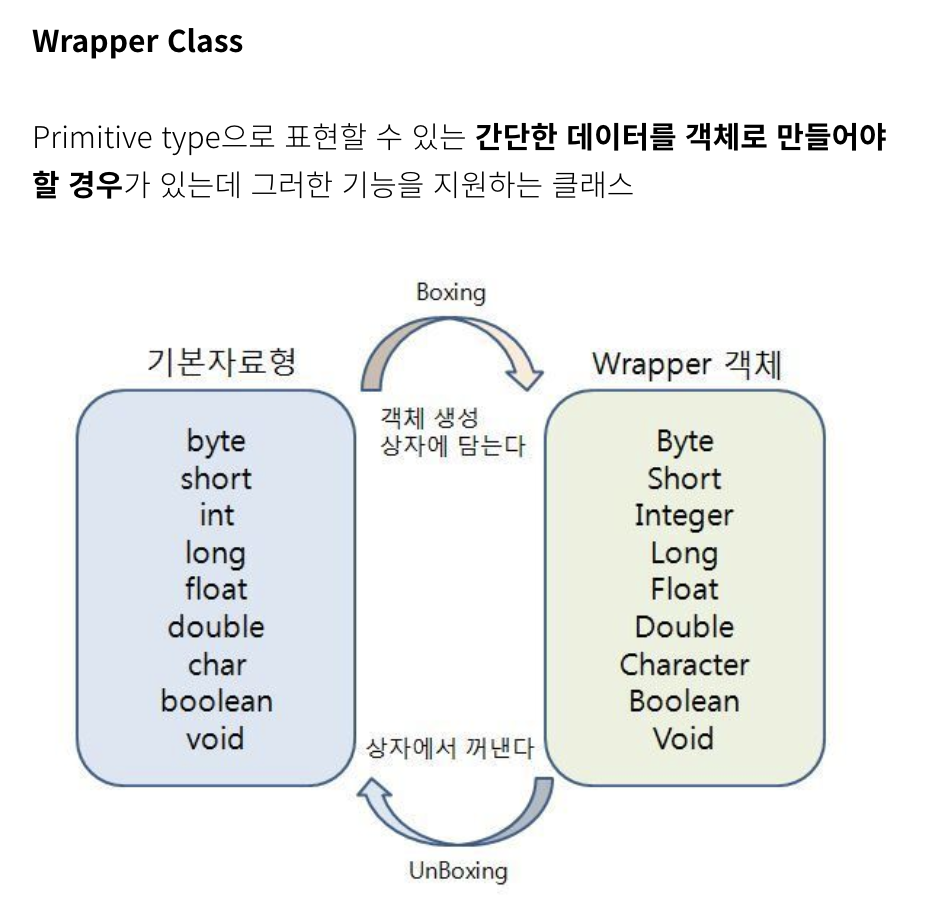 Wrapper Class
Primitive type으로 표현할 수 있는 간단한 데이터를 객체로 만들어야
할 경우가 있는데 그러한 기능을 지원하는 클래스
Boxing
기본자료형
Wrapper 객체
객체 생성
상자에 담는다
byte
short
int
long
float
double
char
boolean
void
Byte
Short
Integer
Long
Float
Double
Character
Boolean
Void
상자에서 꺼낸다
UnBoxing